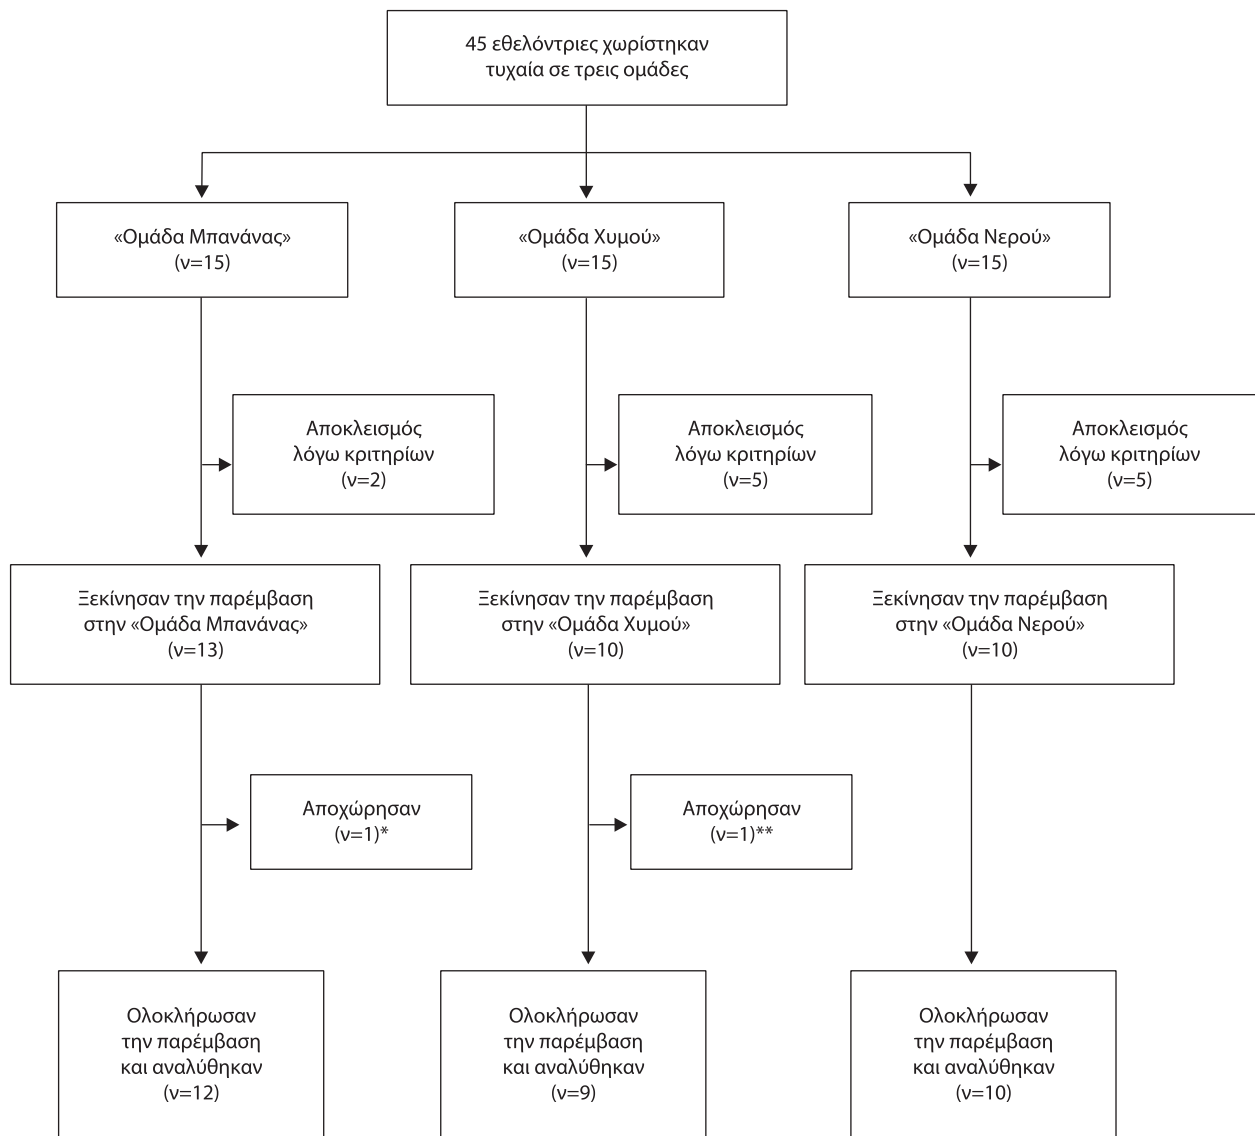 45 εθελόντριες χωρίστηκαν
τυχαία σε τρεις ομάδες
«Ομάδα Μπανάνας»
(ν=15)
«Ομάδα Χυμού»
(ν=15)
«Ομάδα Νερού»
(ν=15)
Αποκλεισμός
λόγω κριτηρίων
(ν=2)
Αποκλεισμός
λόγω κριτηρίων
(ν=5)
Αποκλεισμός
λόγω κριτηρίων
(ν=5)
Ξεκίνησαν την παρέμβαση
στην «Ομάδα Μπανάνας»
(ν=13)
Ξεκίνησαν την παρέμβαση
στην «Ομάδα Χυμού»
(ν=10)
Ξεκίνησαν την παρέμβαση
στην «Ομάδα Νερού»
(ν=10)
Αποχώρησαν
(ν=1)*
Αποχώρησαν
(ν=1)**
Ολοκλήρωσαν
την παρέμβαση
και αναλύθηκαν
(ν=12)
Ολοκλήρωσαν
την παρέμβαση
και αναλύθηκαν
(ν=9)
Ολοκλήρωσαν
την παρέμβαση
και αναλύθηκαν
(ν=10)